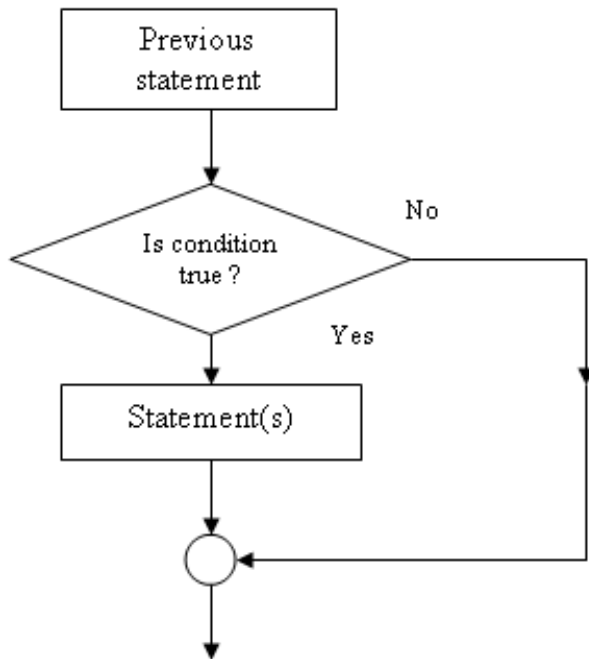 Previous
statement
No
Is condition
true ?
Yes
Statement(s)